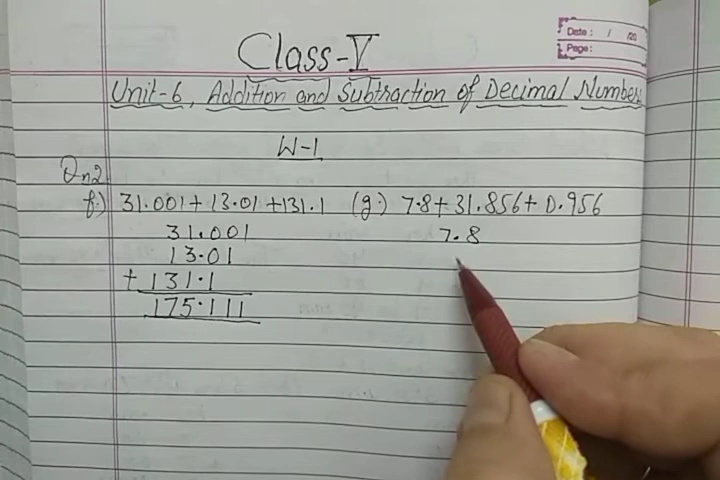 Date: / /20
Page:
Class-V
Unit-6, Addition and Subtraction of Decimal Numbers
W-1
Qn2
f.) 31.001 + 13.01 + 131.1 (g.) 7.8 + 31.856 + 0.956
31.001 7.8
13.01
+ 131.1
175.111